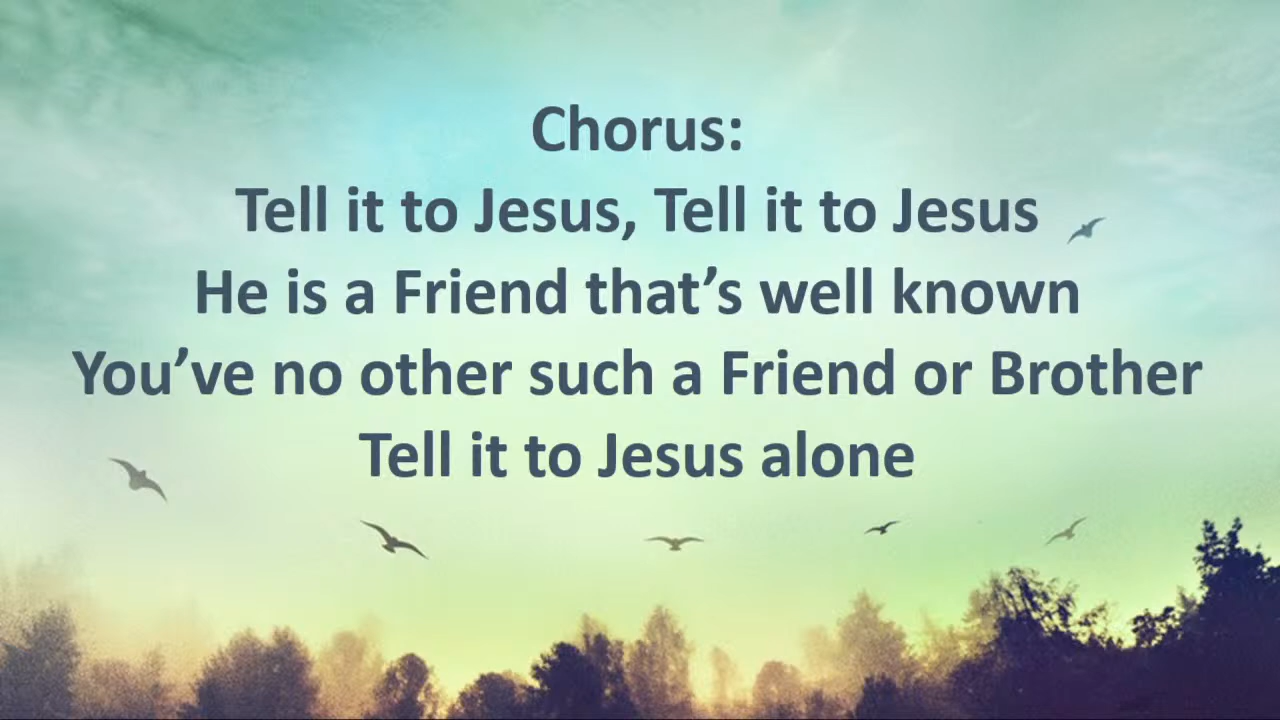 Chorus:
Tell it to Jesus, Tell it to Jesus
He is a Friend that’s well known
You’ve no other such a Friend or Brother
Tell it to Jesus alone